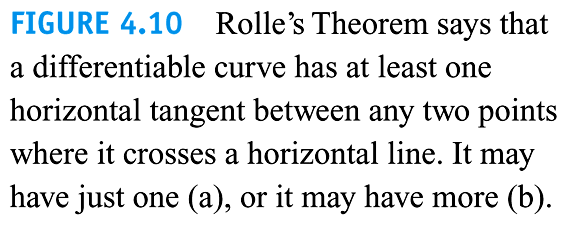 FIGURE 4.10 Rolle's Theorem says that
a differentiable curve has at least one
horizontal tangent between any two points
where it crosses a horizontal line. It may
have just one (a), or it may have more (b).